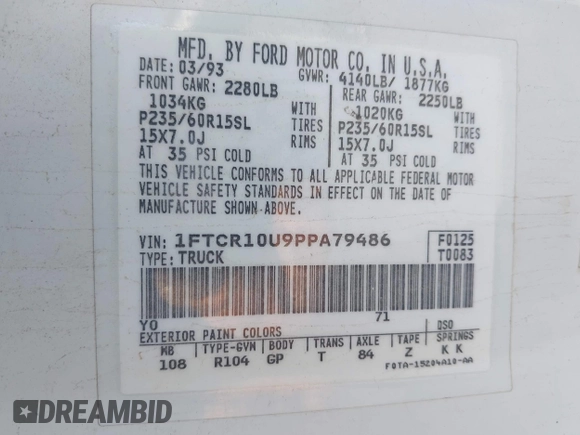 MFD. BY FORD MOTOR CO. IN U.S.A.
DATE: 03/93 GVWR: 4140LB/ 1877KG
FRONT GAWR: 2280LB REAR GAWR: 2250LB
1034KG WITH 1020KG WITH
P235/60R15SL TIRES P235/60R15SL TIRES
15X7.0J RIMS 15X7.0J RIMS
AT 35 PSI COLD AT 35 PSI COLD
THIS VEHICLE CONFORMS TO ALL APPLICABLE FEDERAL MOTOR
VEHICLE SAFETY STANDARDS IN EFFECT ON THE DATE OF
MANUFACTURE SHOWN ABOVE.
VIN: 1FTCR10U9PPA79486 F0125
TYPE: TRUCK T0083
YO 71
EXTERIOR PAINT COLORS DSO
WB TYPE-GVM BODY TRANS AXLE TAPE SPRINGS
108 R104 GP T 84 Z K K
F0TA-15204A10-AA
DREAMBID